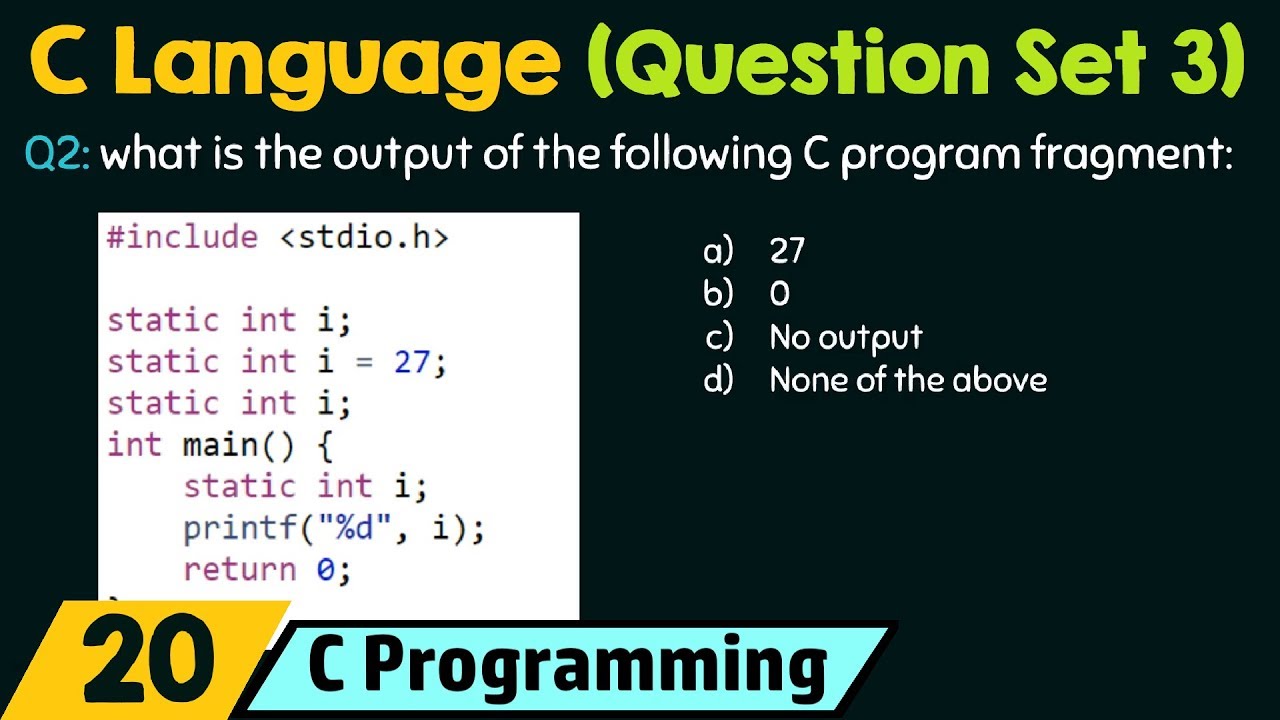 C Language (Question Set 3)
Q2: what is the output of the following C program fragment:
#include <stdio.h>
static int i;
static int i = 27;
static int i;
int main() {
static int i;
printf("%d", i);
return 0;
a) 27
b) 0
c) No output
d) None of the above
20
C Programming